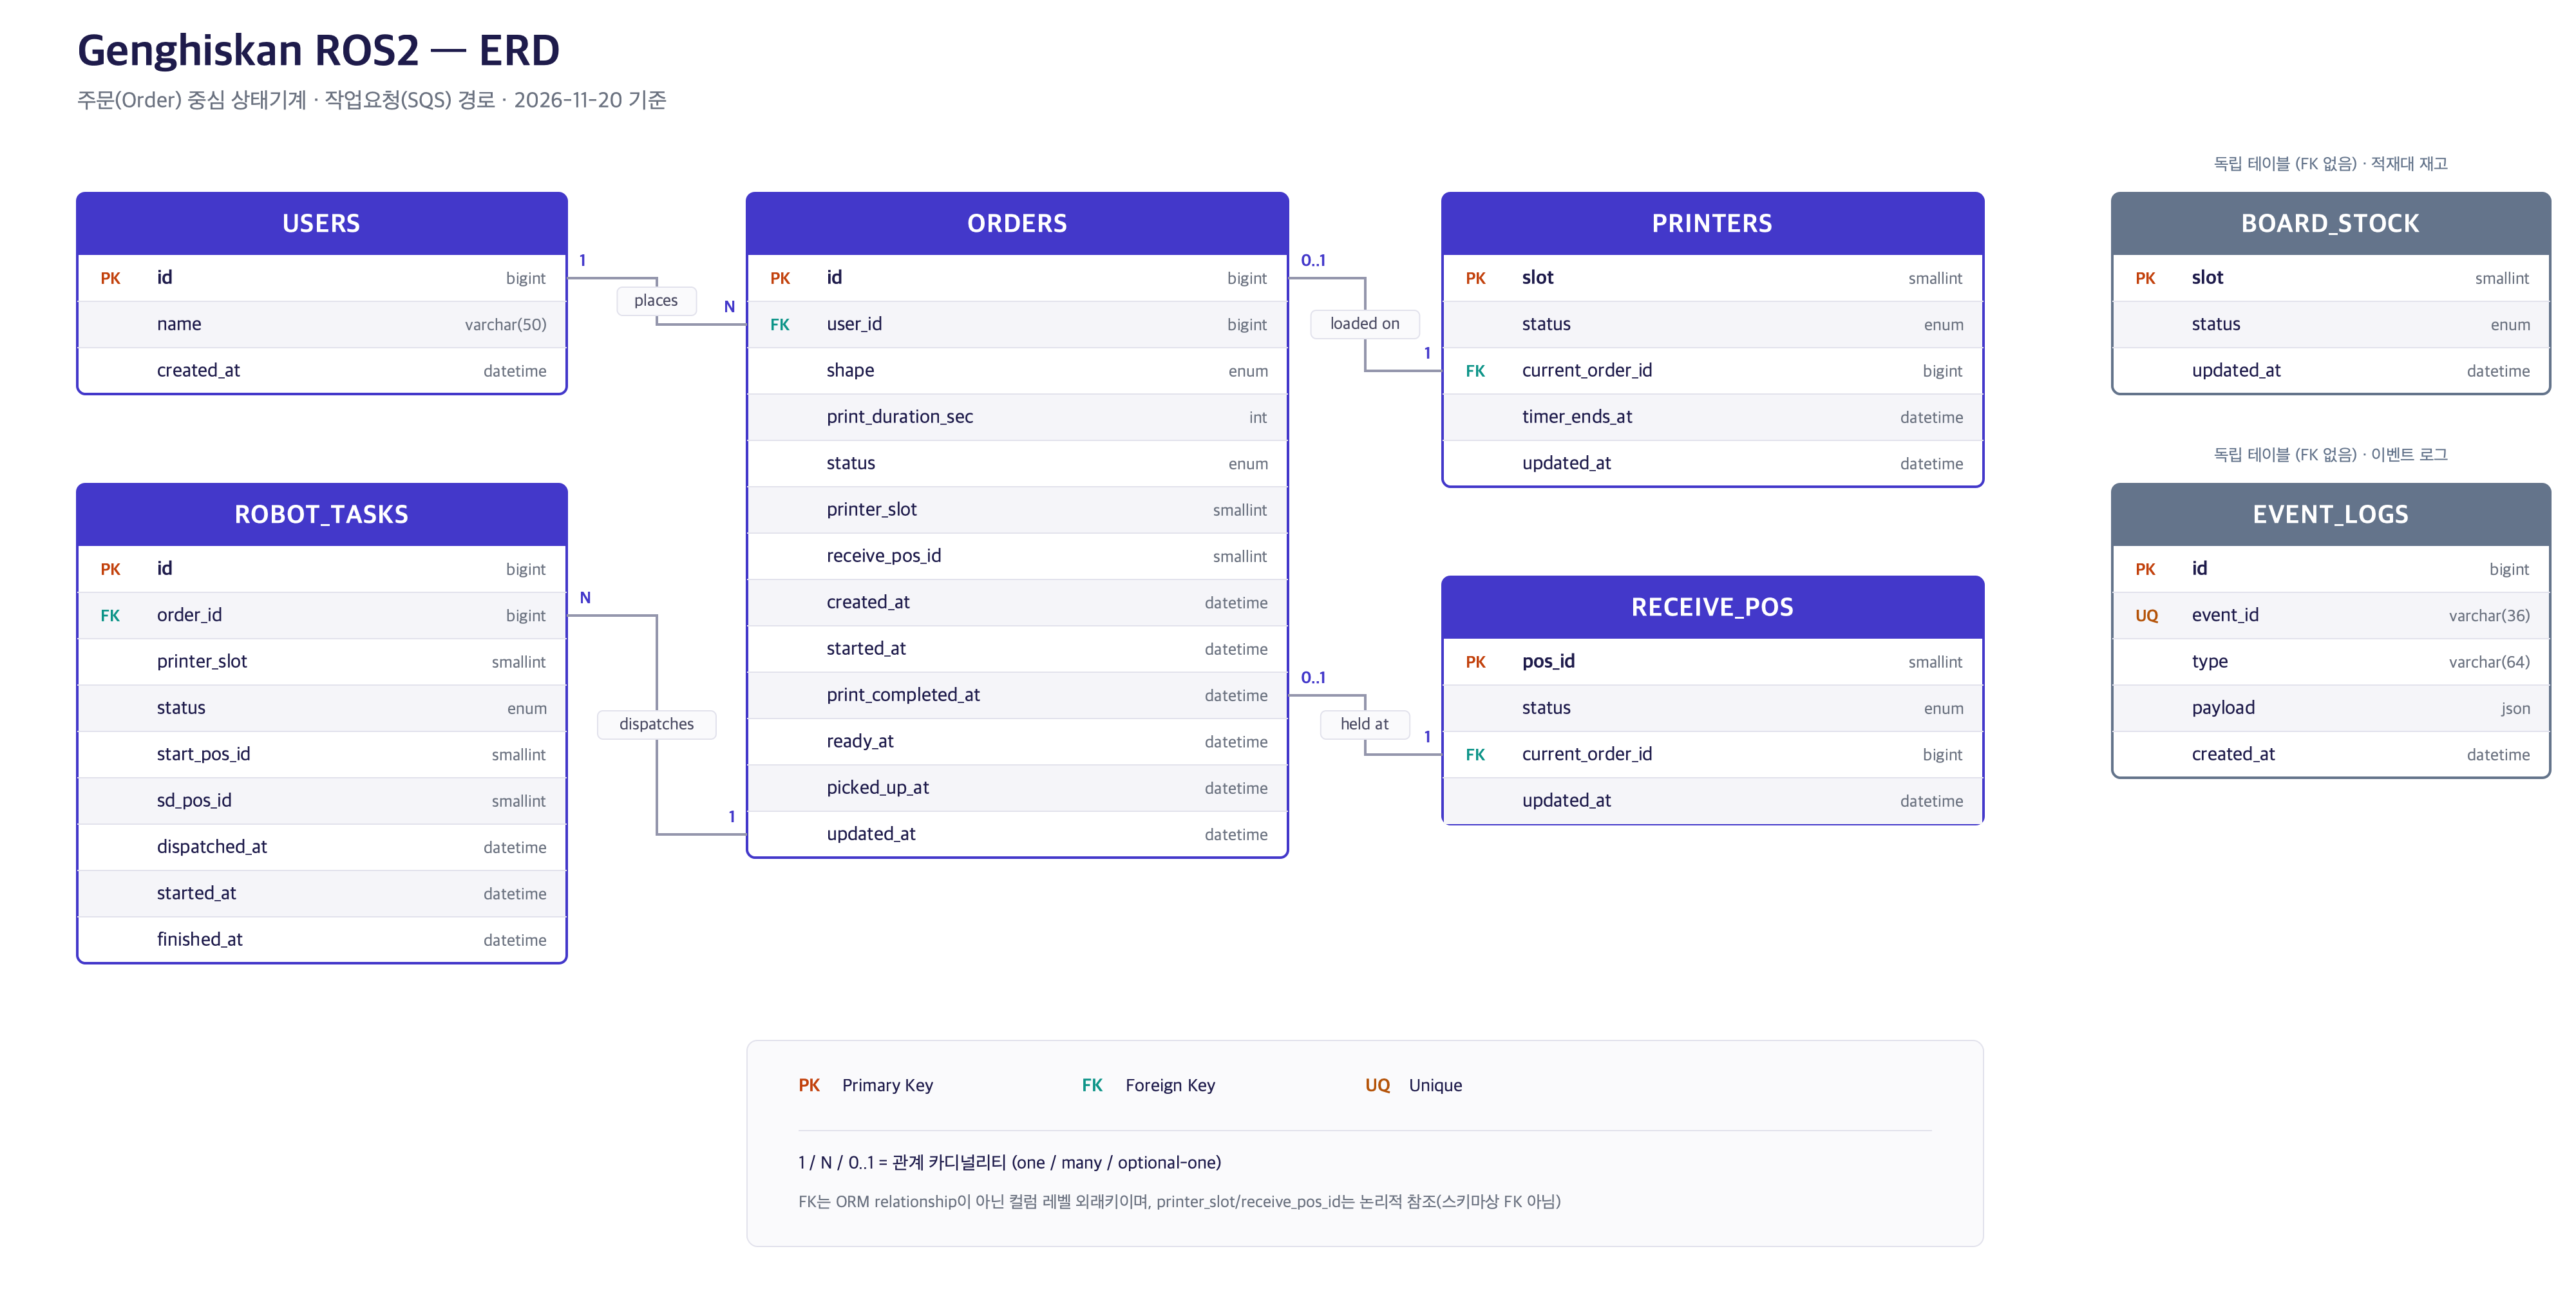 Genghiskan ROS2 — ERD
주문(Order) 중심 상태기계 · 작업요청(SQS) 경로 · 2026-11-20 기준
USERS
PK id bigint
name varchar(50)
created_at datetime
1
places
N
ROBOT_TASKS
PK id bigint
FK order_id bigint
printer_slot smallint
status enum
start_pos_id smallint
sd_pos_id smallint
dispatched_at datetime
started_at datetime
finished_at datetime
N
dispatches
1
ORDERS
PK id bigint
FK user_id bigint
shape enum
print_duration_sec int
status enum
printer_slot smallint
receive_pos_id smallint
created_at datetime
started_at datetime
print_completed_at datetime
ready_at datetime
picked_up_at datetime
updated_at datetime
0..1
loaded on
1
0..1
held at
1
PRINTERS
PK slot smallint
status enum
FK current_order_id bigint
timer_ends_at datetime
updated_at datetime
RECEIVE_POS
PK pos_id smallint
status enum
FK current_order_id bigint
updated_at datetime
독립 테이블 (FK 없음) · 적재대 재고
BOARD_STOCK
PK slot smallint
status enum
updated_at datetime
독립 테이블 (FK 없음) · 이벤트 로그
EVENT_LOGS
PK id bigint
UQ event_id varchar(36)
type varchar(64)
payload json
created_at datetime
PK Primary Key FK Foreign Key UQ Unique
1 / N / 0..1 = 관계 카디널리티 (one / many / optional-one)
FK는 ORM relationship이 아닌 컬럼 레벨 외래키이며, printer_slot/receive_pos_id는 논리적 참조(스키마상 FK 아님)